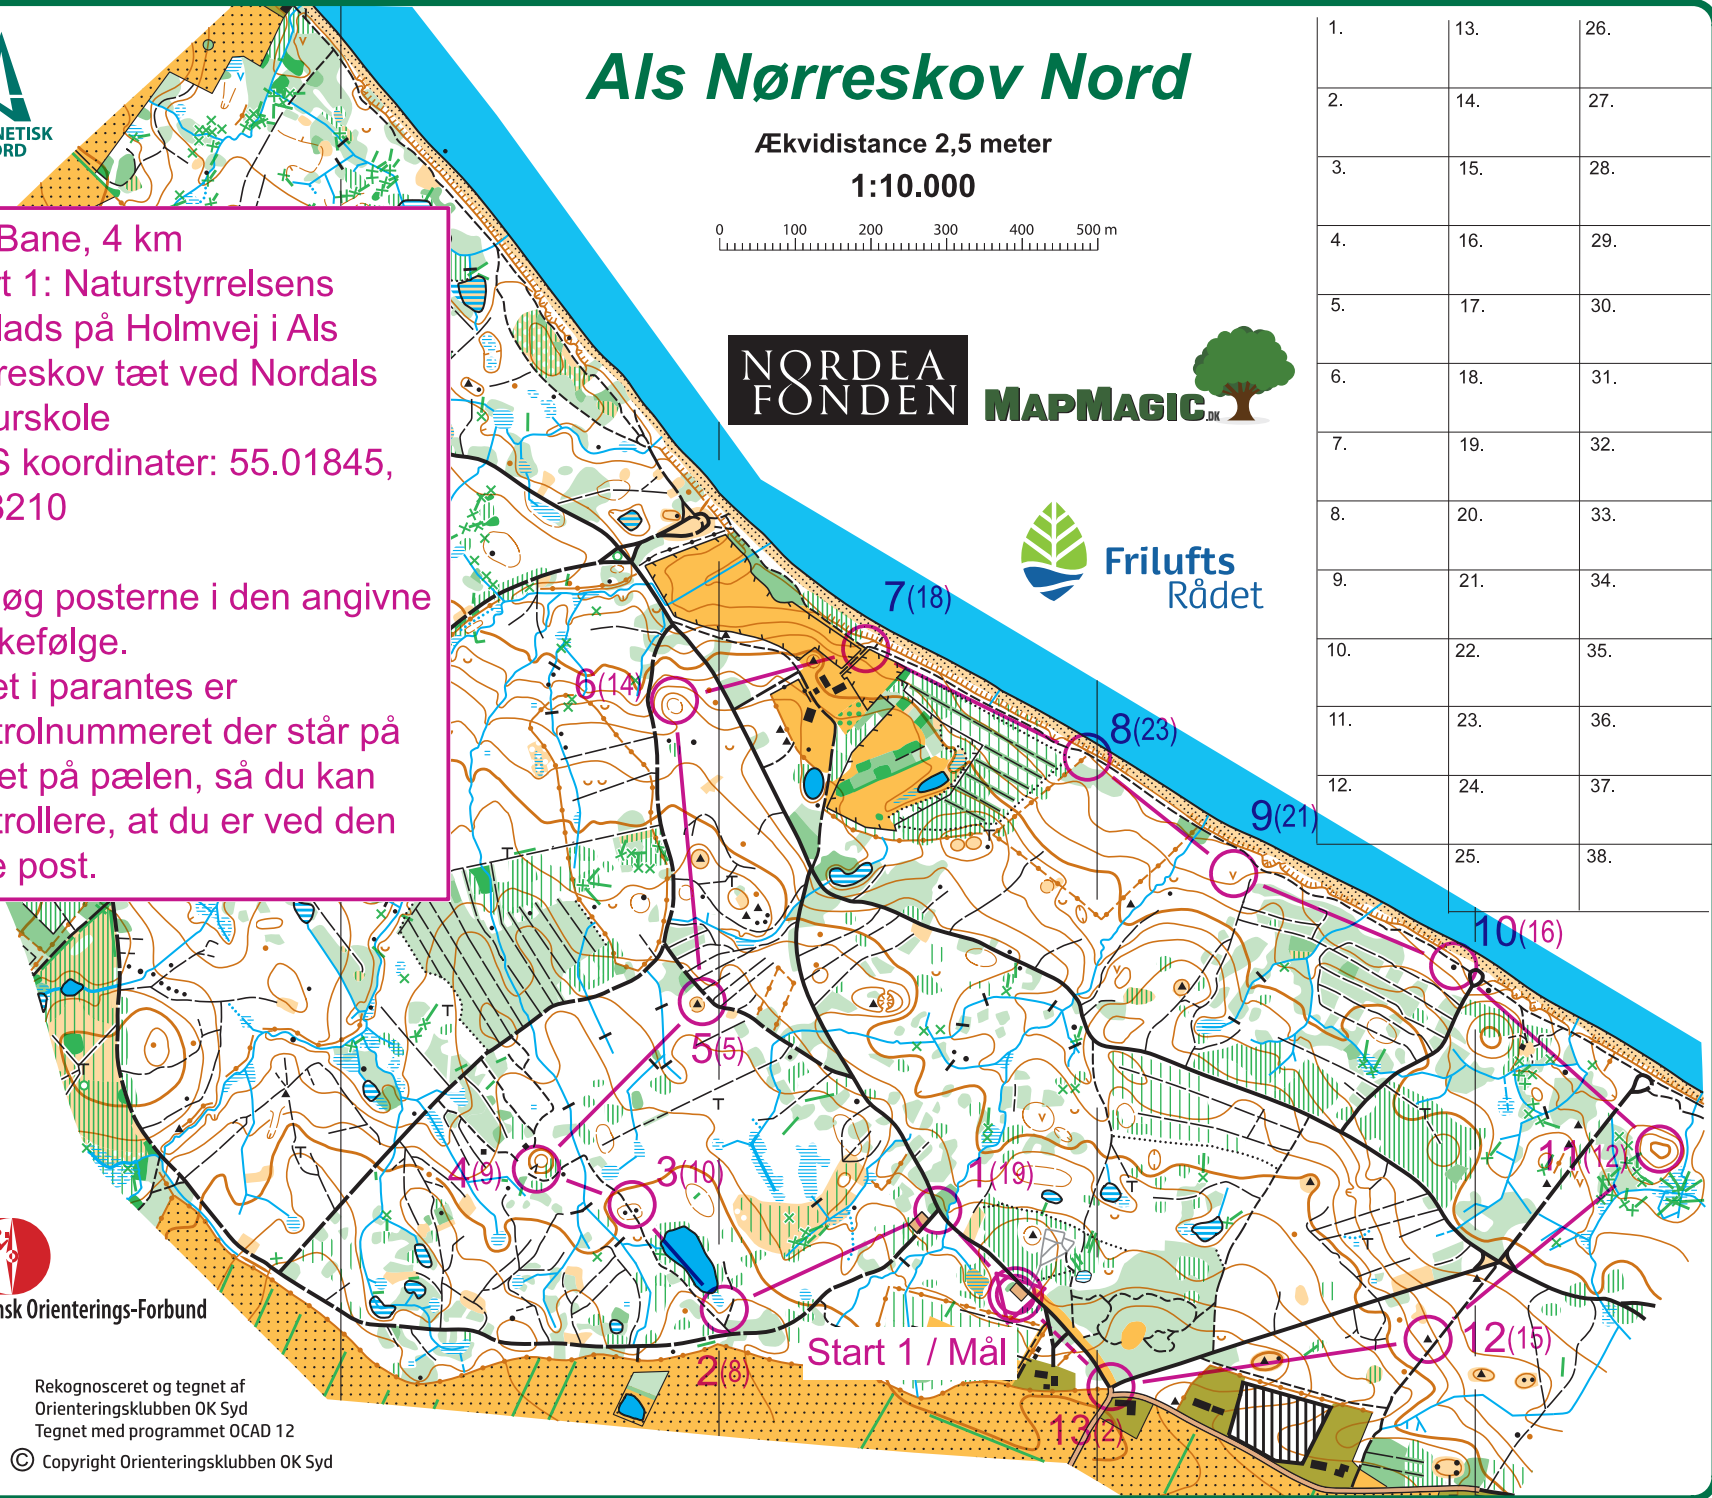 Als Nørreskov Nord
Ækvidistance 2,5 meter
1:10.000
0 100 200 300 400 500 m
NETISK
ORD
Bane, 4 km
t 1: Naturstyrrelsens
lads på Holmvej i Als
reskov tæt ved Nordals
urskole
S koordinater: 55.01845,
3210
øg posterne i den angivne
kefølge.
et i parantes er
trolnummeret der står på
et på pælen, så du kan
trollere, at du er ved den
e post.
NORDEA
FONDEN
MAPMAGIC.DK
Frilufts
Rådet
1. 13. 26.
2. 14. 27.
3. 15. 28.
4. 16. 29.
5. 17. 30.
6. 18. 31.
7. 19. 32.
8. 20. 33.
9. 21. 34.
10. 22. 35.
11. 23. 36.
12. 24. 37.
25. 38.
7(18)
6(14)
8(23)
9(21)
10(16)
5(5)
11(12)
4(9)
3(10)
1(19)
12(15)
Start 1 / Mål
2(8)
13(2)
nsk Orienterings-Forbund
Rekognosceret og tegnet af
Orienteringsklubben OK Syd
Tegnet med programmet OCAD 12
© Copyright Orienteringsklubben OK Syd